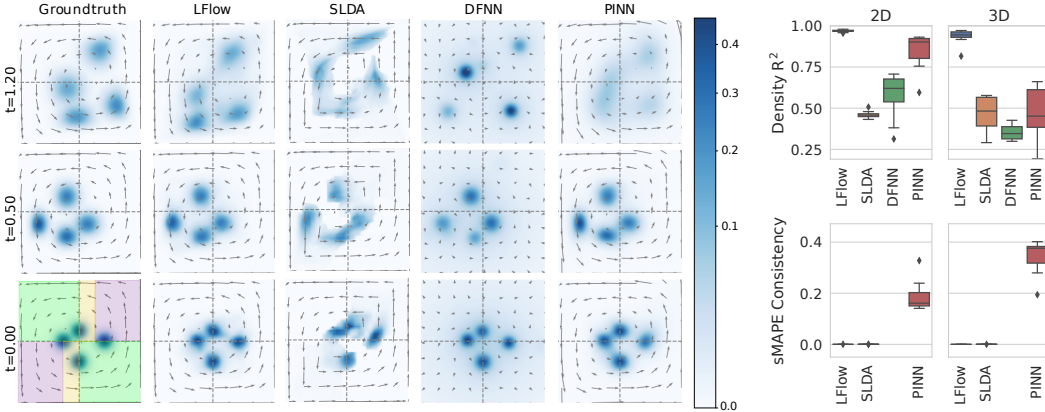 Groundtruth LFlow SLDA DFNN PINN
t=1.20
t=0.50
t=0.00
0.4
0.3
0.2
0.1
0.0
2D 3D
Density R²
1.00
0.75
0.50
0.25
LFlow SLDA DFNN PINN LFlow SLDA DFNN PINN
sMAPE Consistency
0.4
0.2
0.0
LFlow SLDA PINN LFlow SLDA PINN